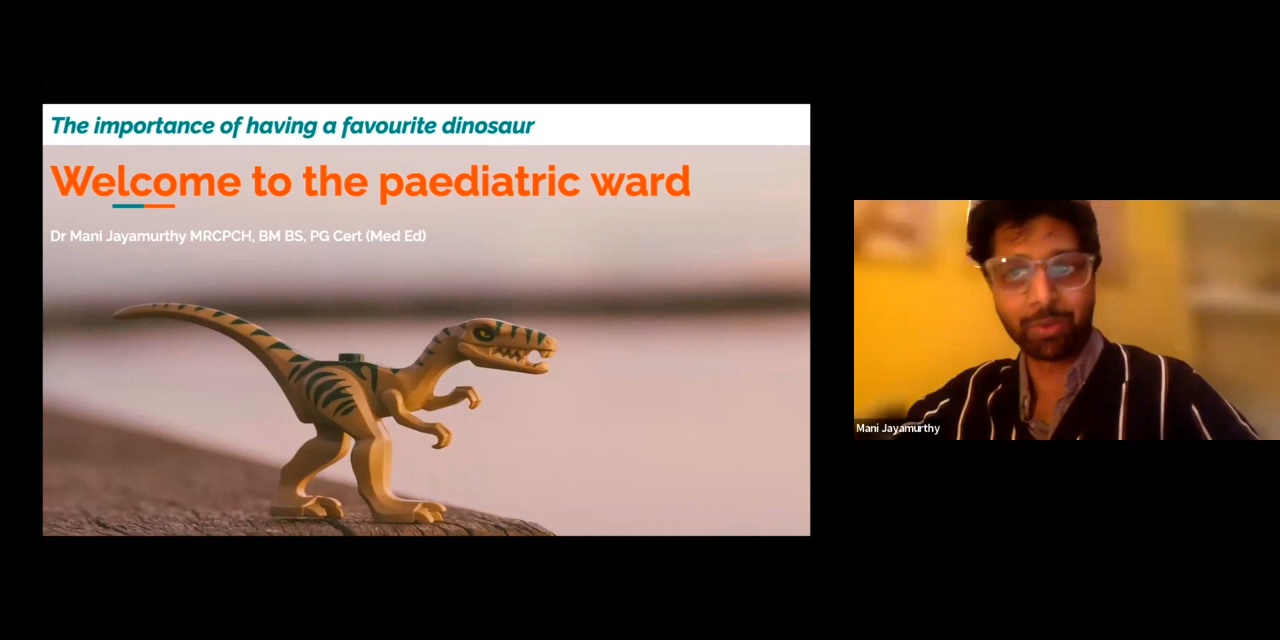 The importance of having a favourite dinosaur
Welcome to the paediatric ward
Dr Mani Jayamurthy MRCPCH, BM BS, PG Cert (Med Ed)
Mani Jayamurthy